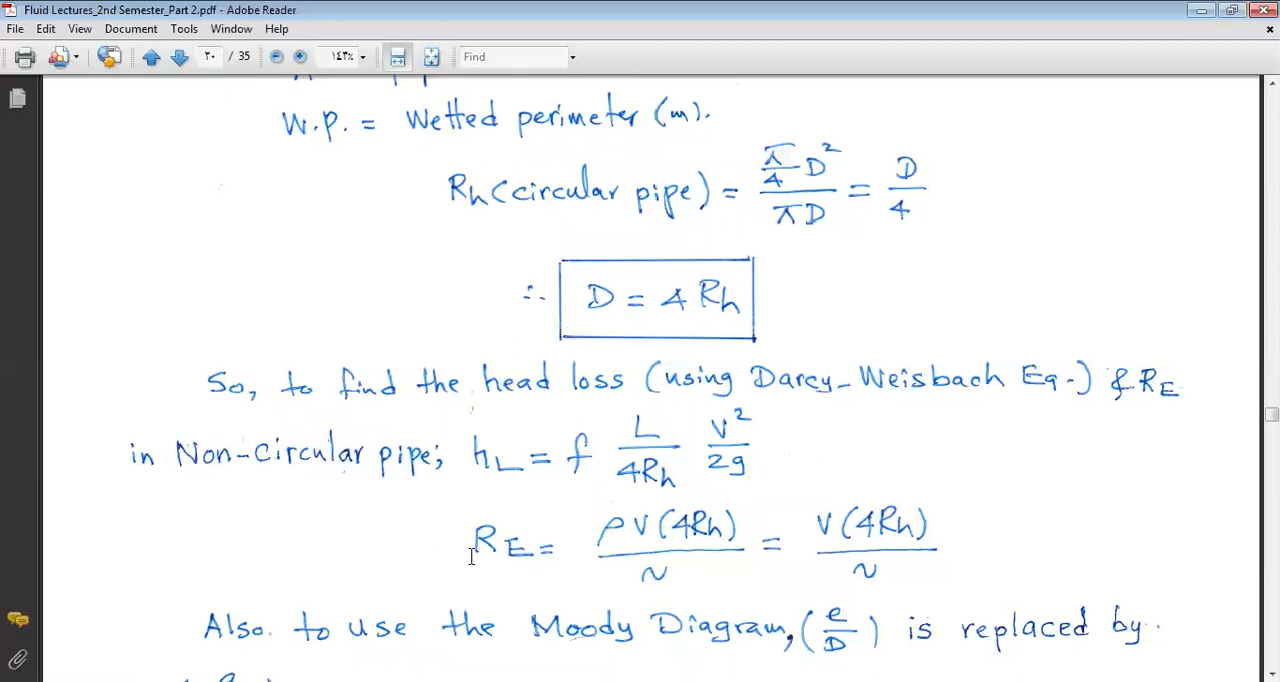 Fluid Lectures_2nd Semester_Part 2.pdf - Adobe Reader
File Edit View Document Tools Window Help
٢٠ / 35 ١٤٣% Find
W.P. = Wetted perimeter (m).
Rh (circular pipe) = (π/4 D²) / (πD) = D/4
∴ D = 4 Rh
So, to find the head loss (using Darcy-Weisbach Eq.) & RE
in Non-Circular pipe; hL = f L/4Rh V²/2g
RE = ρV(4Rh)/~ = V(4Rh)/~
Also. to use the Moody Diagram, (e/D) is replaced by